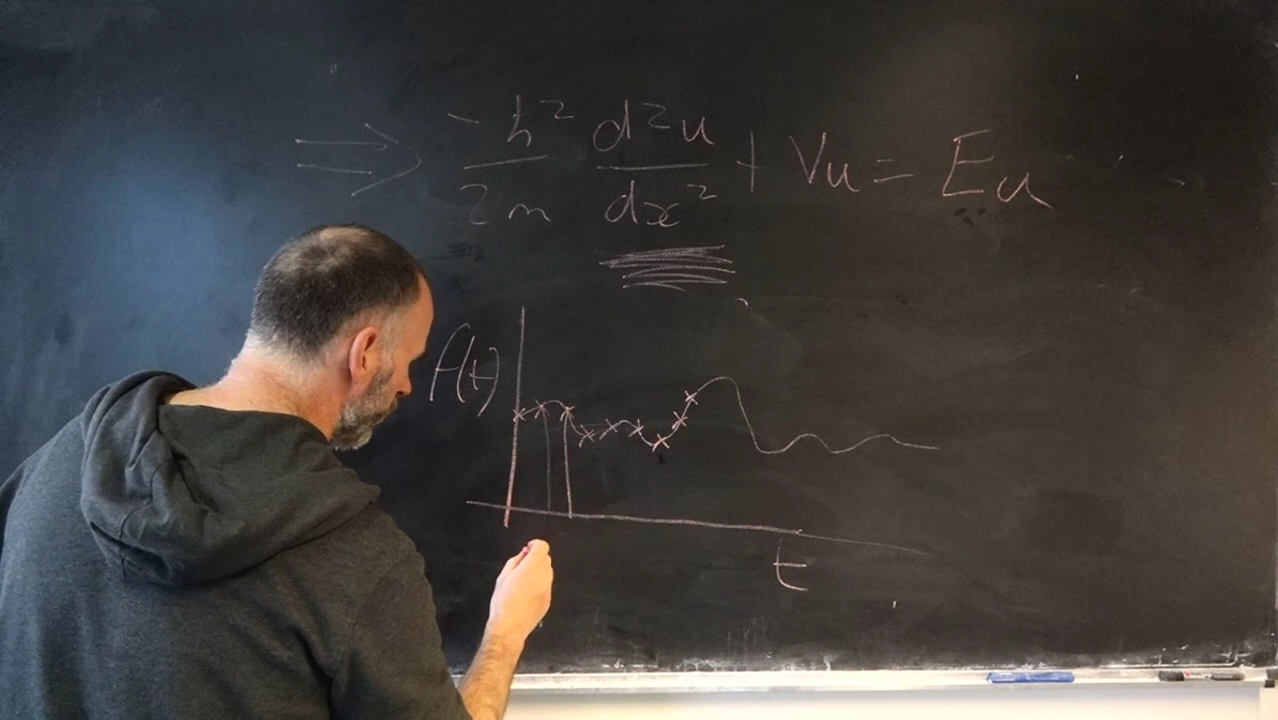 ⇒ -ħ²/2m d²u/dx² + Vu = Eu
f(t)
t